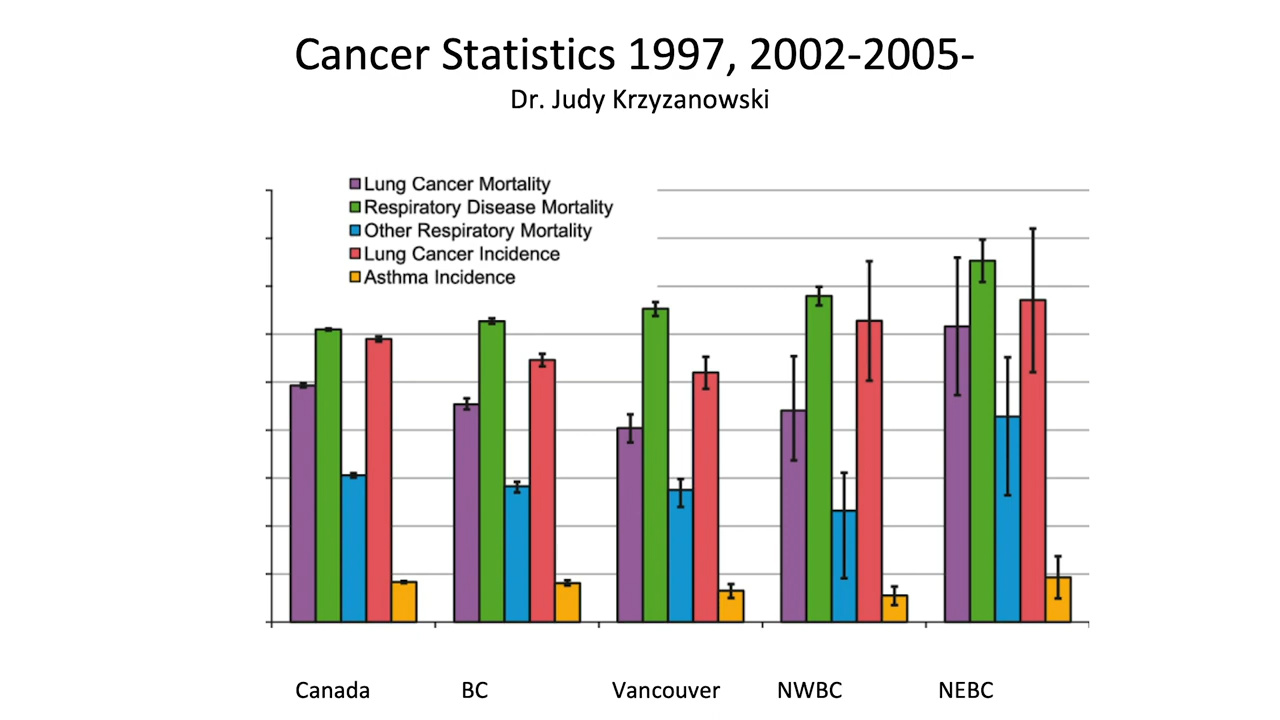 Cancer Statistics 1997, 2002-2005-
Dr. Judy Krzyzanowski
Lung Cancer Mortality
Respiratory Disease Mortality
Other Respiratory Mortality
Lung Cancer Incidence
Asthma Incidence
Canada BC Vancouver NWBC NEBC